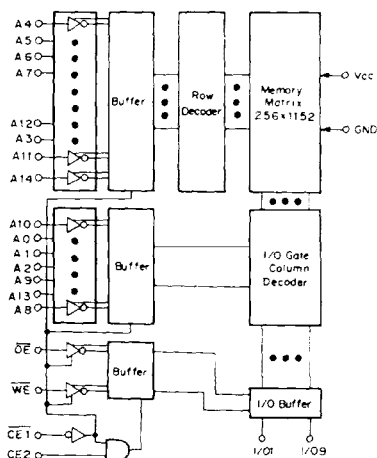 A4
A5
A6
A7
A12
A3
A11
A14
Buffer
Row
Decoder
Memory
Matrix
256×1152
Vcc
GND
A10
A0
A1
A2
A9
A13
A8
Buffer
I/O Gate
Column
Decoder
OE
WE
Buffer
I/O Buffer
CE1
CE2
I/O1
I/O9